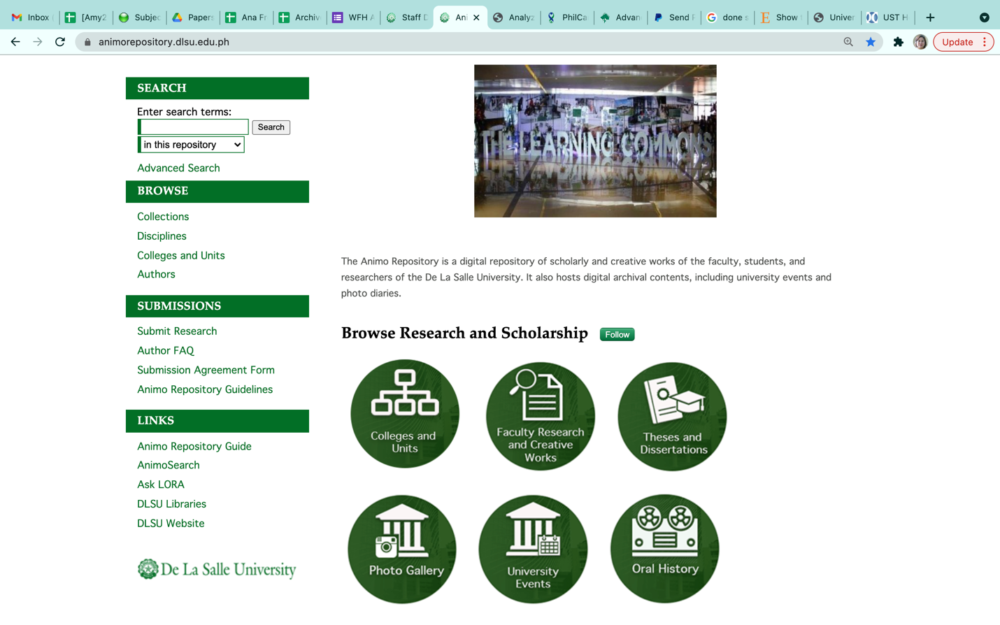 Inbox
[Amy2
Subje
Papers
Ana Fr
Archiv
WFH A
Staff D
Ani
Analyz
PhilCa
Advan
Send F
done s
Show
Univer
UST H
animorepository.dlsu.edu.ph
Update
SEARCH
Enter search terms:
Search
in this repository
Advanced Search
BROWSE
Collections
Disciplines
Colleges and Units
Authors
SUBMISSIONS
Submit Research
Author FAQ
Submission Agreement Form
Animo Repository Guidelines
LINKS
Animo Repository Guide
AnimoSearch
Ask LORA
DLSU Libraries
DLSU Website
De La Salle University
THE LEARNING COMMONS
The Animo Repository is a digital repository of scholarly and creative works of the faculty, students, and
researchers of the De La Salle University. It also hosts digital archival contents, including university events and
photo diaries.
Browse Research and Scholarship
Follow
Colleges and
Units
Faculty Research
and Creative
Works
Theses and
Dissertations
Photo Gallery
University
Events
Oral History